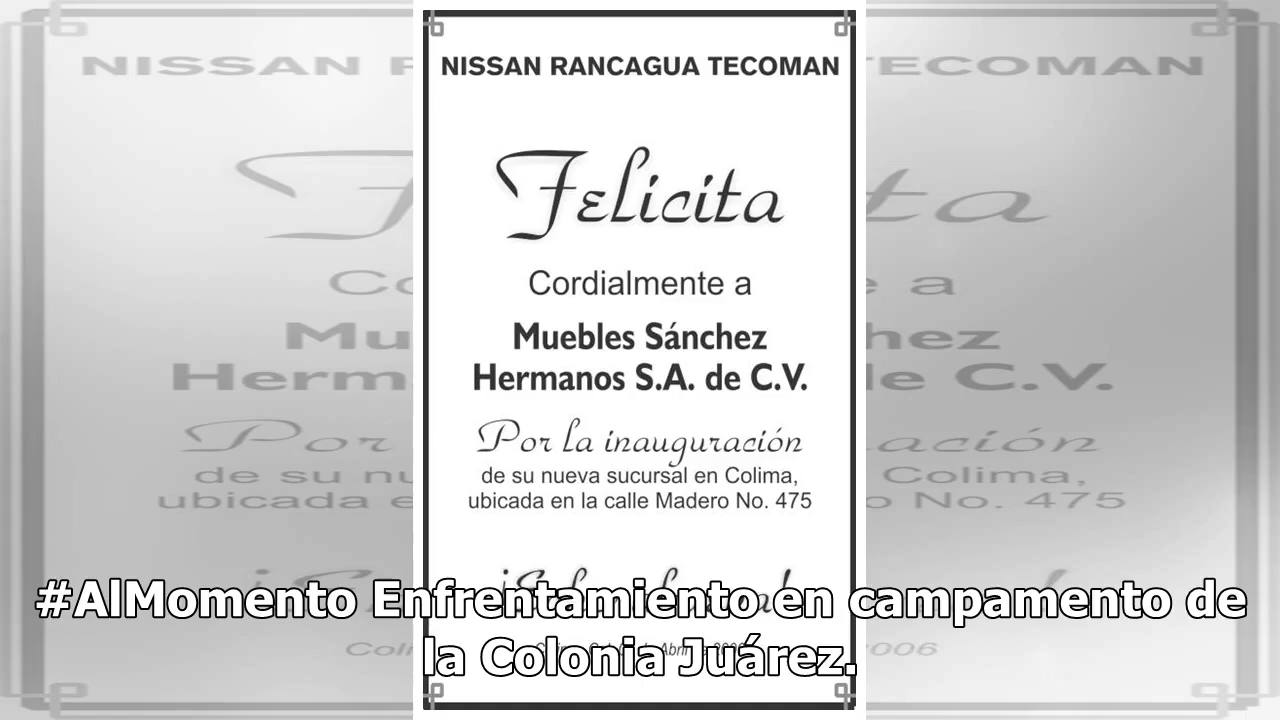 NISSAN RANCAGUA TECOMAN
Felicita
Cordialmente a
Muebles Sánchez
Hermanos S.A. de C.V.
Por la inauguración
de su nueva sucursal en Colima,
ubicada en la calle Madero No. 475
#AlMomento Enfrentamiento en campamento de
la Colonia Juárez.